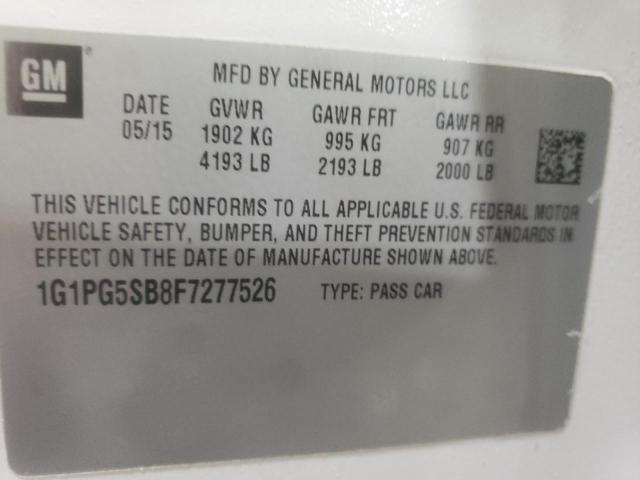 GM ®
MFD BY GENERAL MOTORS LLC
DATE GVWR GAWR FRT GAWR RR
05/15 1902 KG 995 KG 907 KG
4193 LB 2193 LB 2000 LB
THIS VEHICLE CONFORMS TO ALL APPLICABLE U.S. FEDERAL MOTOR
VEHICLE SAFETY, BUMPER, AND THEFT PREVENTION STANDARDS IN
EFFECT ON THE DATE OF MANUFACTURE SHOWN ABOVE.
1G1PG5SB8F7277526 TYPE: PASS CAR